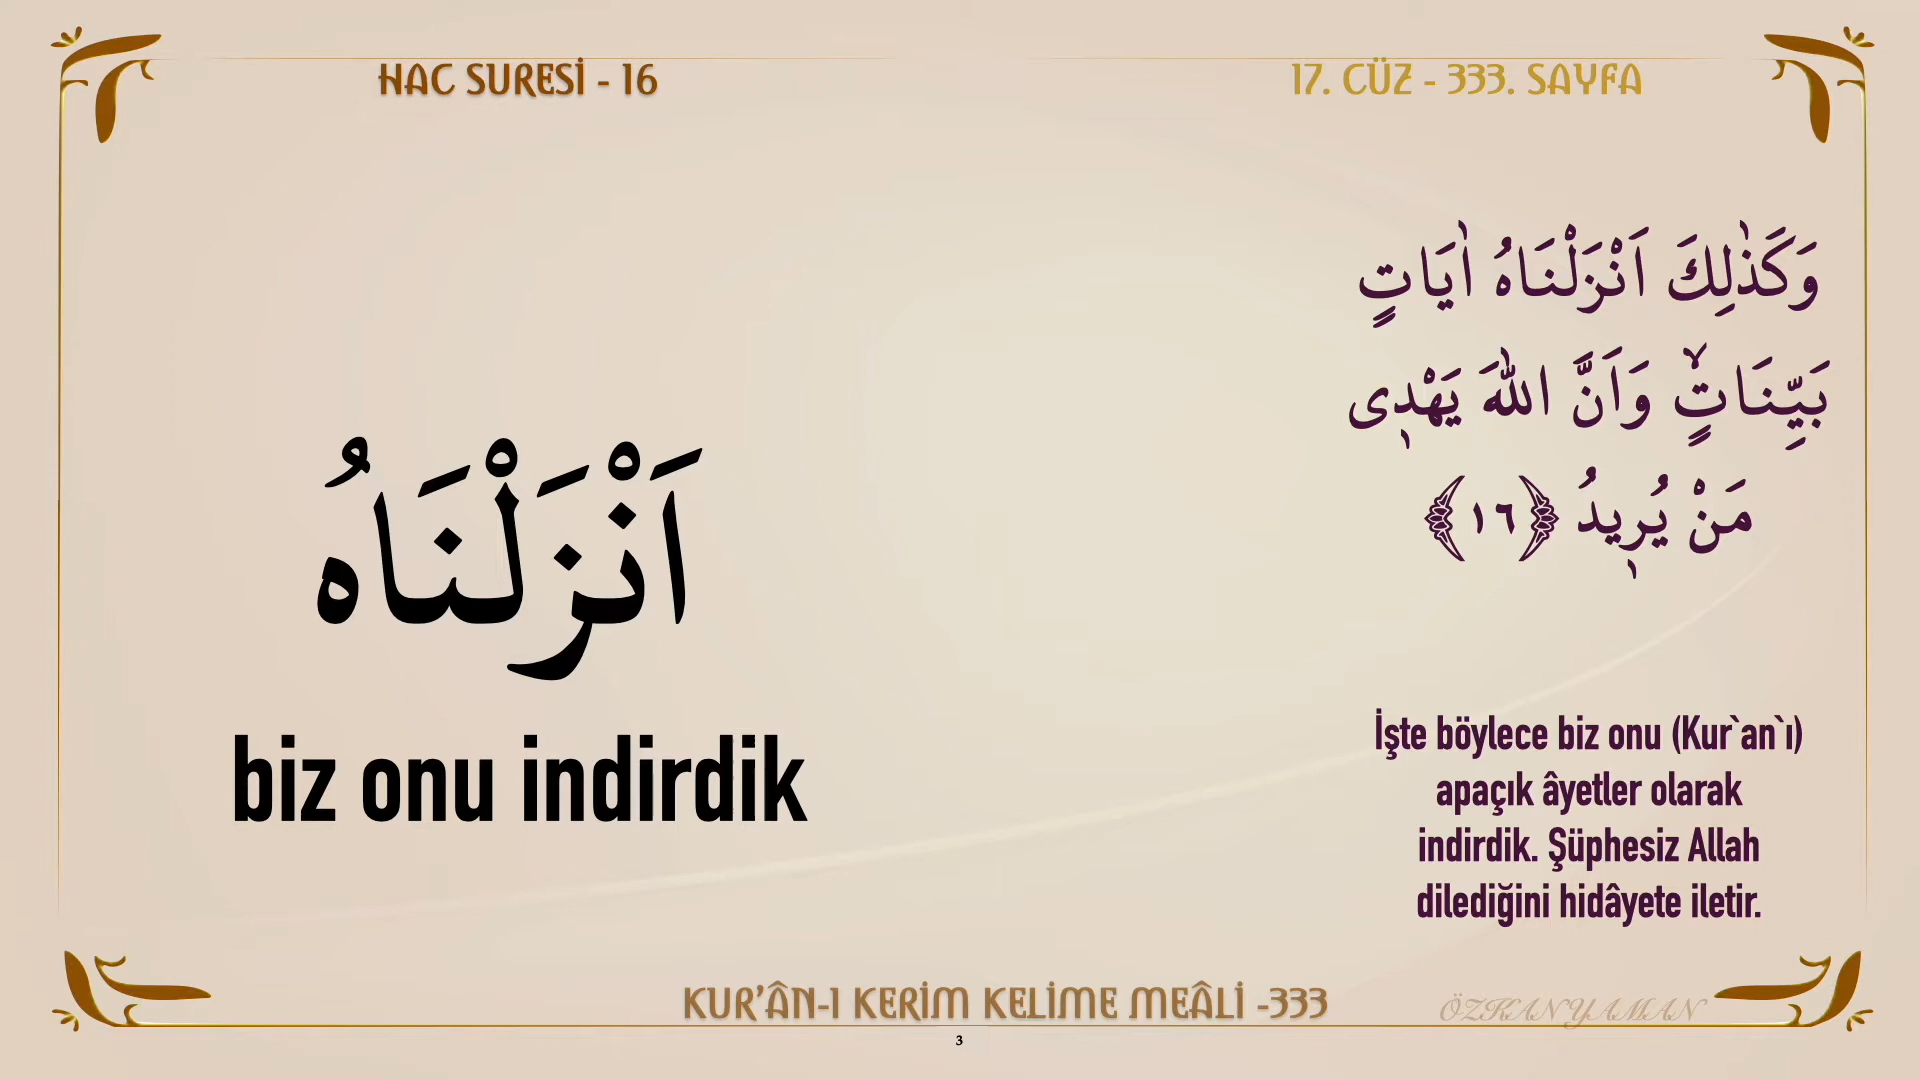 HAC SURESİ - 16
17. CÜZ - 333. SAYFA
وَكَذٰلِكَ اَنْزَلْنَاهُ اٰيَاتٍ
بَيِّنَاتٍۙ وَاَنَّ اللّٰهَ يَهْدٖى
مَنْ يُرٖيدُ ﴿١٦﴾
اَنْزَلْنَاهُ
biz onu indirdik
İşte böylece biz onu (Kur`an`ı)
apaçık âyetler olarak
indirdik. Şüphesiz Allah
dilediğini hidâyete iletir.
KUR’ÂN-I KERİM KELİME MEÂLİ -333
ÖZKAN YAMAN
3